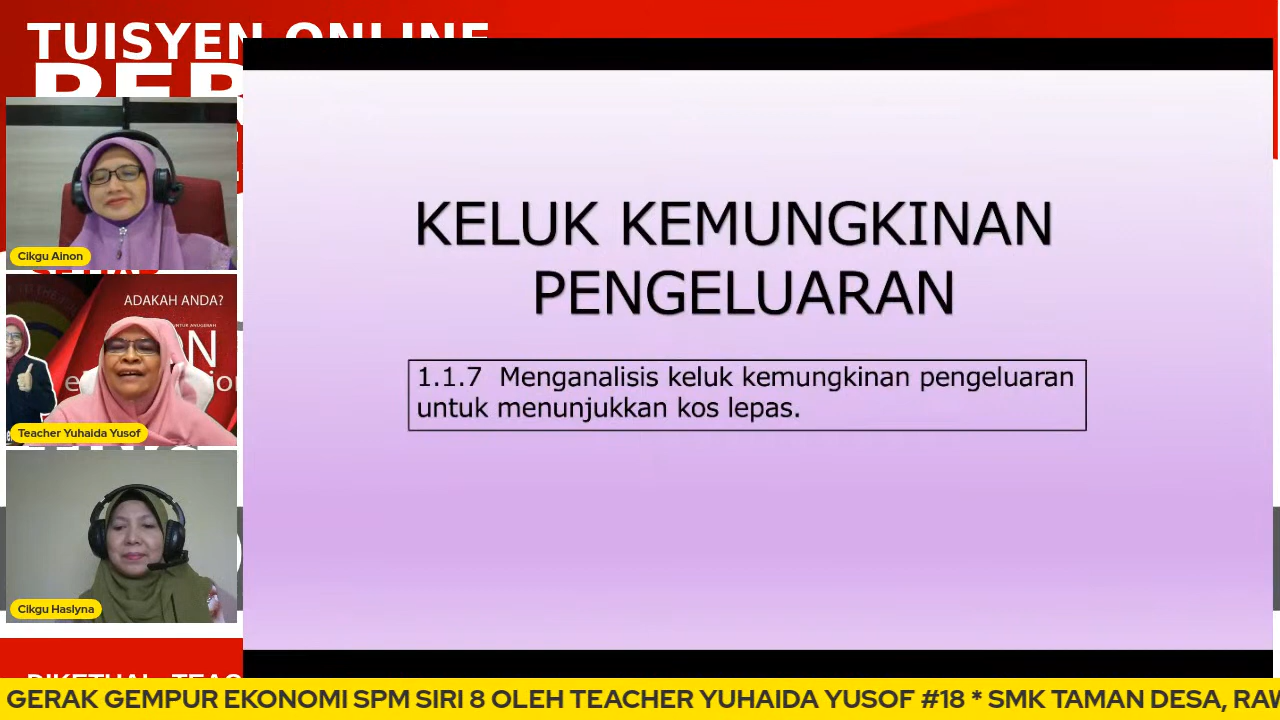 TUISYEN ONLINE
KELUK KEMUNGKINAN
PENGELUARAN
1.1.7 Menganalisis keluk kemungkinan pengeluaran
untuk menunjukkan kos lepas.
Cikgu Ainon
ADAKAH ANDA?
Teacher Yuhaida Yusof
Cikgu Haslyna
GERAK GEMPUR EKONOMI SPM SIRI 8 OLEH TEACHER YUHAIDA YUSOF #18 * SMK TAMAN DESA,